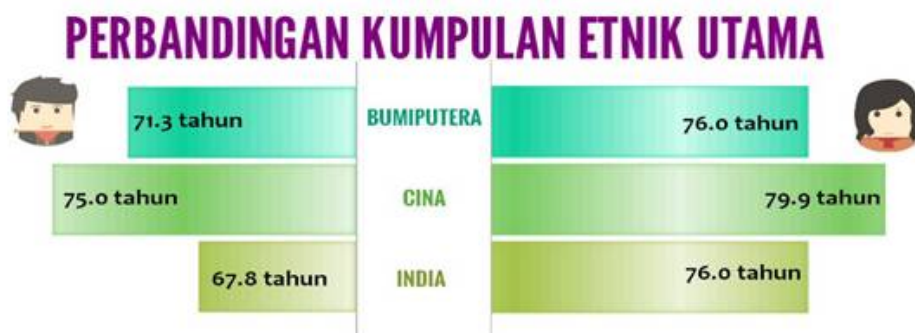 PERBANDINGAN KUMPULAN ETNIK UTAMA
71.3 tahun
BUMIPUTERA
76.0 tahun
75.0 tahun
CINA
79.9 tahun
67.8 tahun
INDIA
76.0 tahun